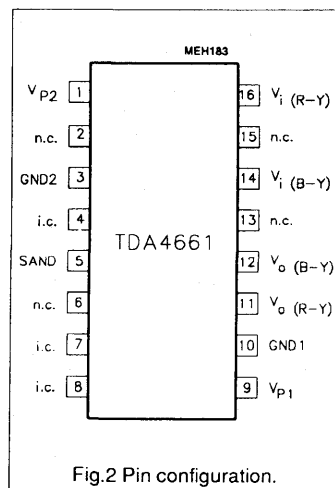 MEH183
V P2 1
n.c. 2
GND2 3
i.c. 4
SAND 5
n.c. 6
i.c. 7
i.c. 8
TDA4661
16 Vi (R-Y)
15 n.c.
14 Vi (B-Y)
13 n.c.
12 Vo (B-Y)
11 Vo (R-Y)
10 GND1
9 VP1
Fig.2 Pin configuration.